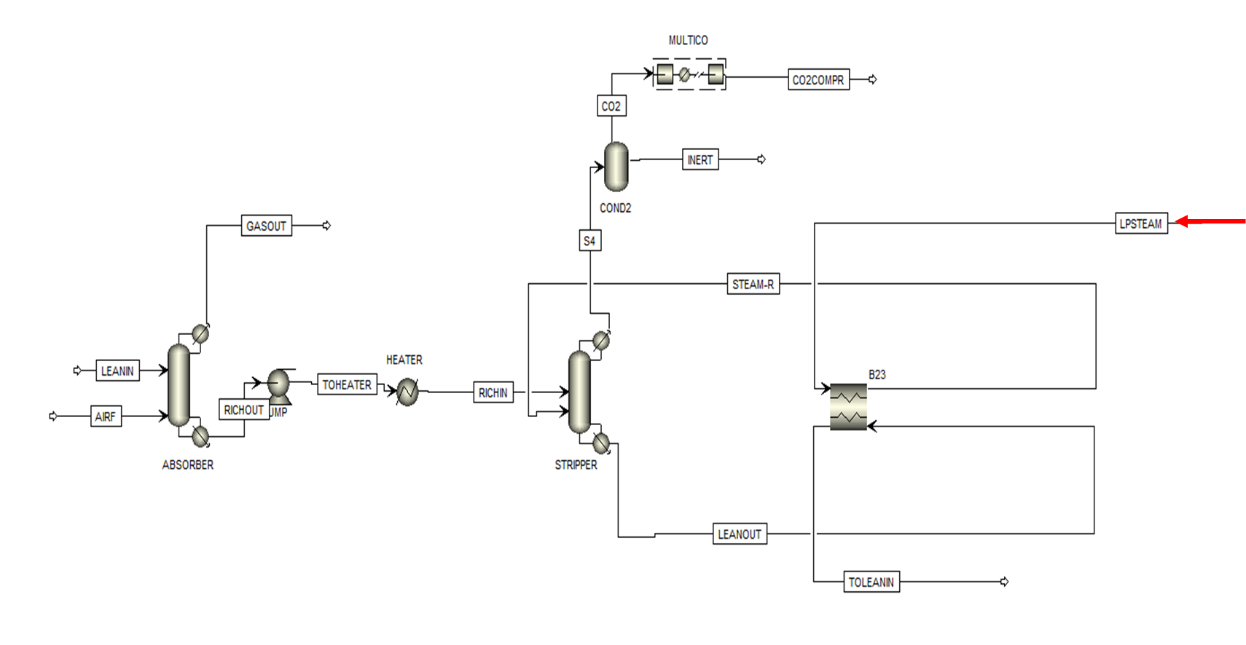 MULTICO
CO2COMPR
CO2
INERT
COND2
GASOUT
LPSTEAM
S4
STEAM-R
HEATER
LEANIN
TOHEATER
B23
RICHIN
AIRF
RICHOUT
UMP
ABSORBER
STRIPPER
LEANOUT
TOLEANIN